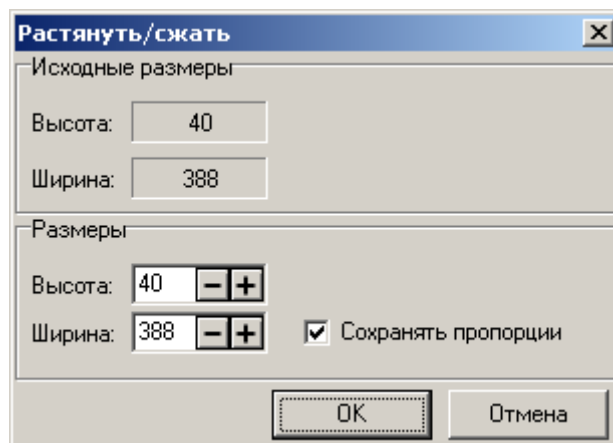 Растянуть/сжать
Исходные размеры
Высота: 40
Ширина: 388
Размеры
Высота: 40
Ширина: 388 Сохранять пропорции
OK Отмена